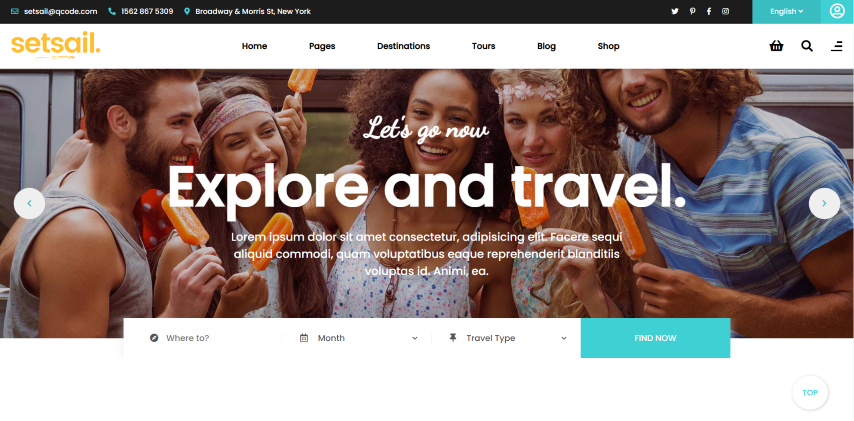 setsail@qcode.com 1562 867 5309 Broadway & Morris St, New York English
setsail. Home Pages Destinations Tours Blog Shop
Let's go now
Explore and travel.
Lorem ipsum dolor sit amet consectetur, adipisicing elit. Facere sequi
aliquid commodi, quam voluptatibus eaque reprehenderit blanditiis
voluptas id. Animi, ea.
Where to? Month Travel Type FIND NOW
TOP